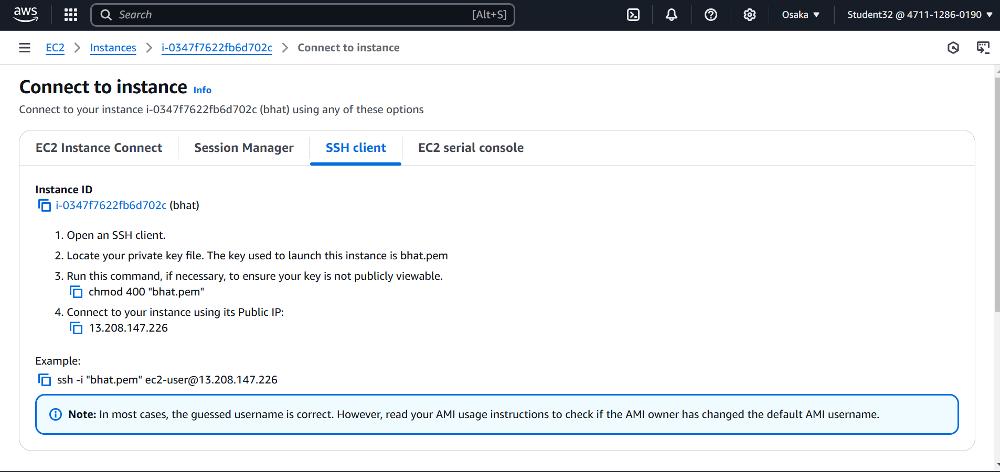 aws
Search [Alt+S]
Osaka
Student32 @ 4711-1286-0190
EC2
Instances
i-0347f7622fb6d702c
Connect to instance
Connect to instance Info
Connect to your instance i-0347f7622fb6d702c (bhat) using any of these options
EC2 Instance Connect
Session Manager
SSH client
EC2 serial console
Instance ID
i-0347f7622fb6d702c (bhat)
1. Open an SSH client.
2. Locate your private key file. The key used to launch this instance is bhat.pem
3. Run this command, if necessary, to ensure your key is not publicly viewable.
chmod 400 "bhat.pem"
4. Connect to your instance using its Public IP:
13.208.147.226
Example:
ssh -i "bhat.pem" ec2-user@13.208.147.226
Note: In most cases, the guessed username is correct. However, read your AMI usage instructions to check if the AMI owner has changed the default AMI username.